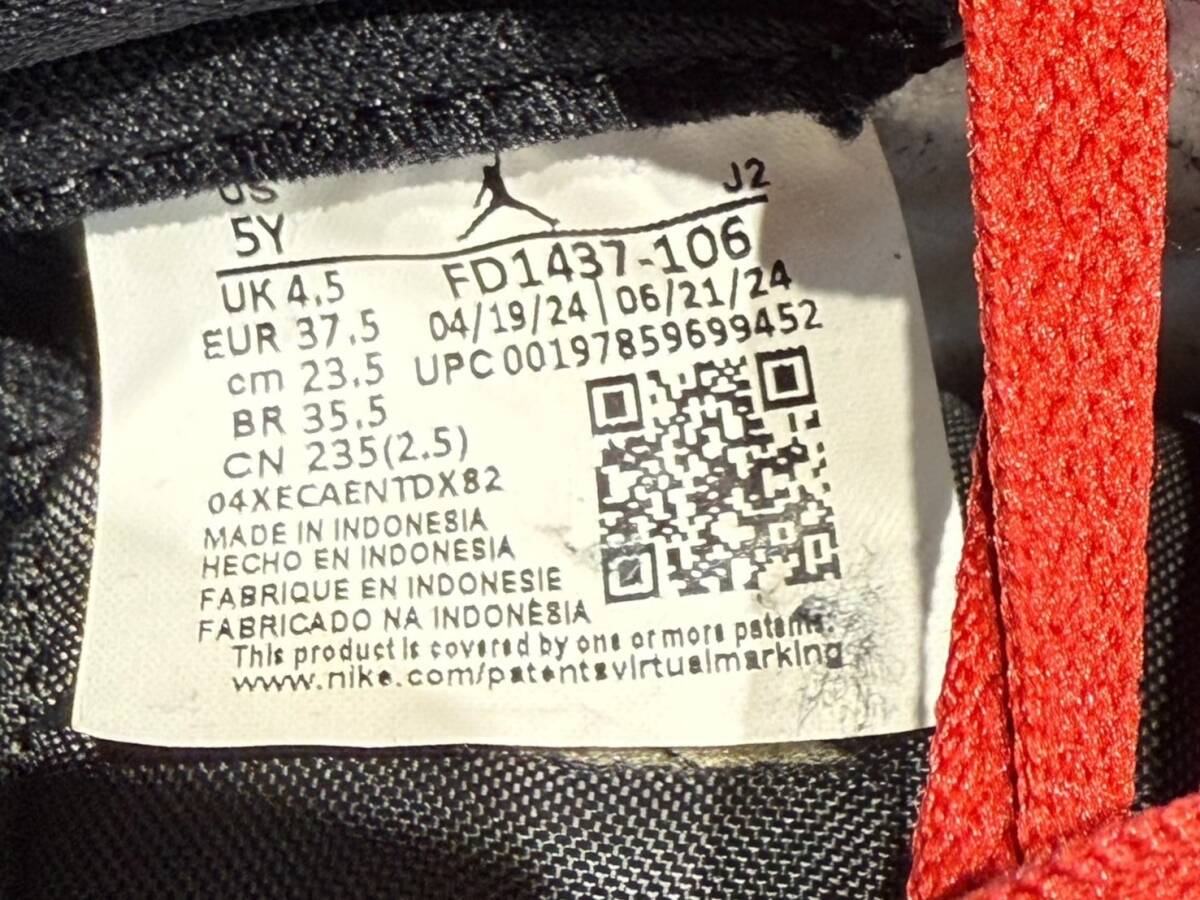 US
J2
5Y
FD1437-106
UK 4.5
04/19/24 | 06/21/24
EUR 37.5
UPC 00197859699452
cm 23.5
BR 35.5
CN 235(2.5)
04XECAENTDX82
MADE IN INDONESIA
HECHO EN INDONESIA
FABRIQUE EN INDONESIE
FABRICADO NA INDONÈSIA
This product is covered by one or more patents.
www.nike.com/patentsvirtualmarking